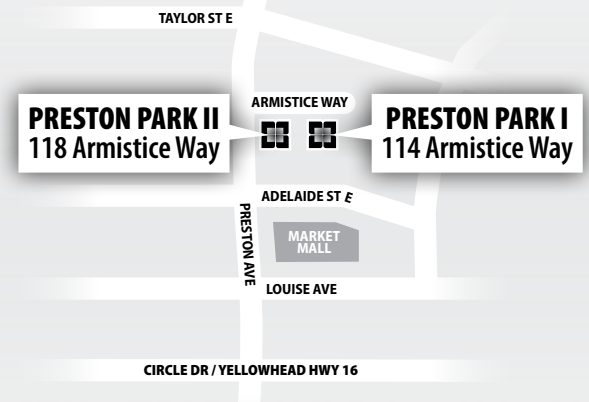 TAYLOR ST E
ARMISTICE WAY
PRESTON PARK II
118 Armistice Way
PRESTON PARK I
114 Armistice Way
ADELAIDE ST E
PRESTON AVE
MARKET
MALL
LOUISE AVE
CIRCLE DR / YELLOWHEAD HWY 16